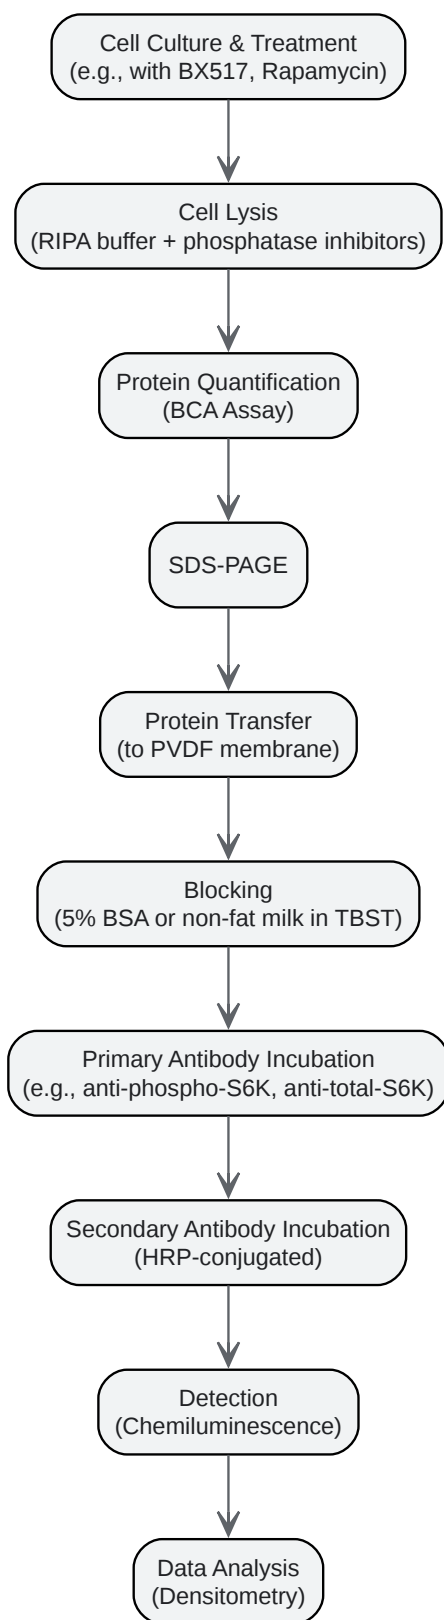 Cell Culture & Treatment
(e.g., with BX517, Rapamycin)
Cell Lysis
(RIPA buffer + phosphatase inhibitors)
Protein Quantification
(BCA Assay)
SDS-PAGE
Protein Transfer
(to PVDF membrane)
Blocking
(5% BSA or non-fat milk in TBST)
Primary Antibody Incubation
(e.g., anti-phospho-S6K, anti-total-S6K)
Secondary Antibody Incubation
(HRP-conjugated)
Detection
(Chemiluminescence)
Data Analysis
(Densitometry)